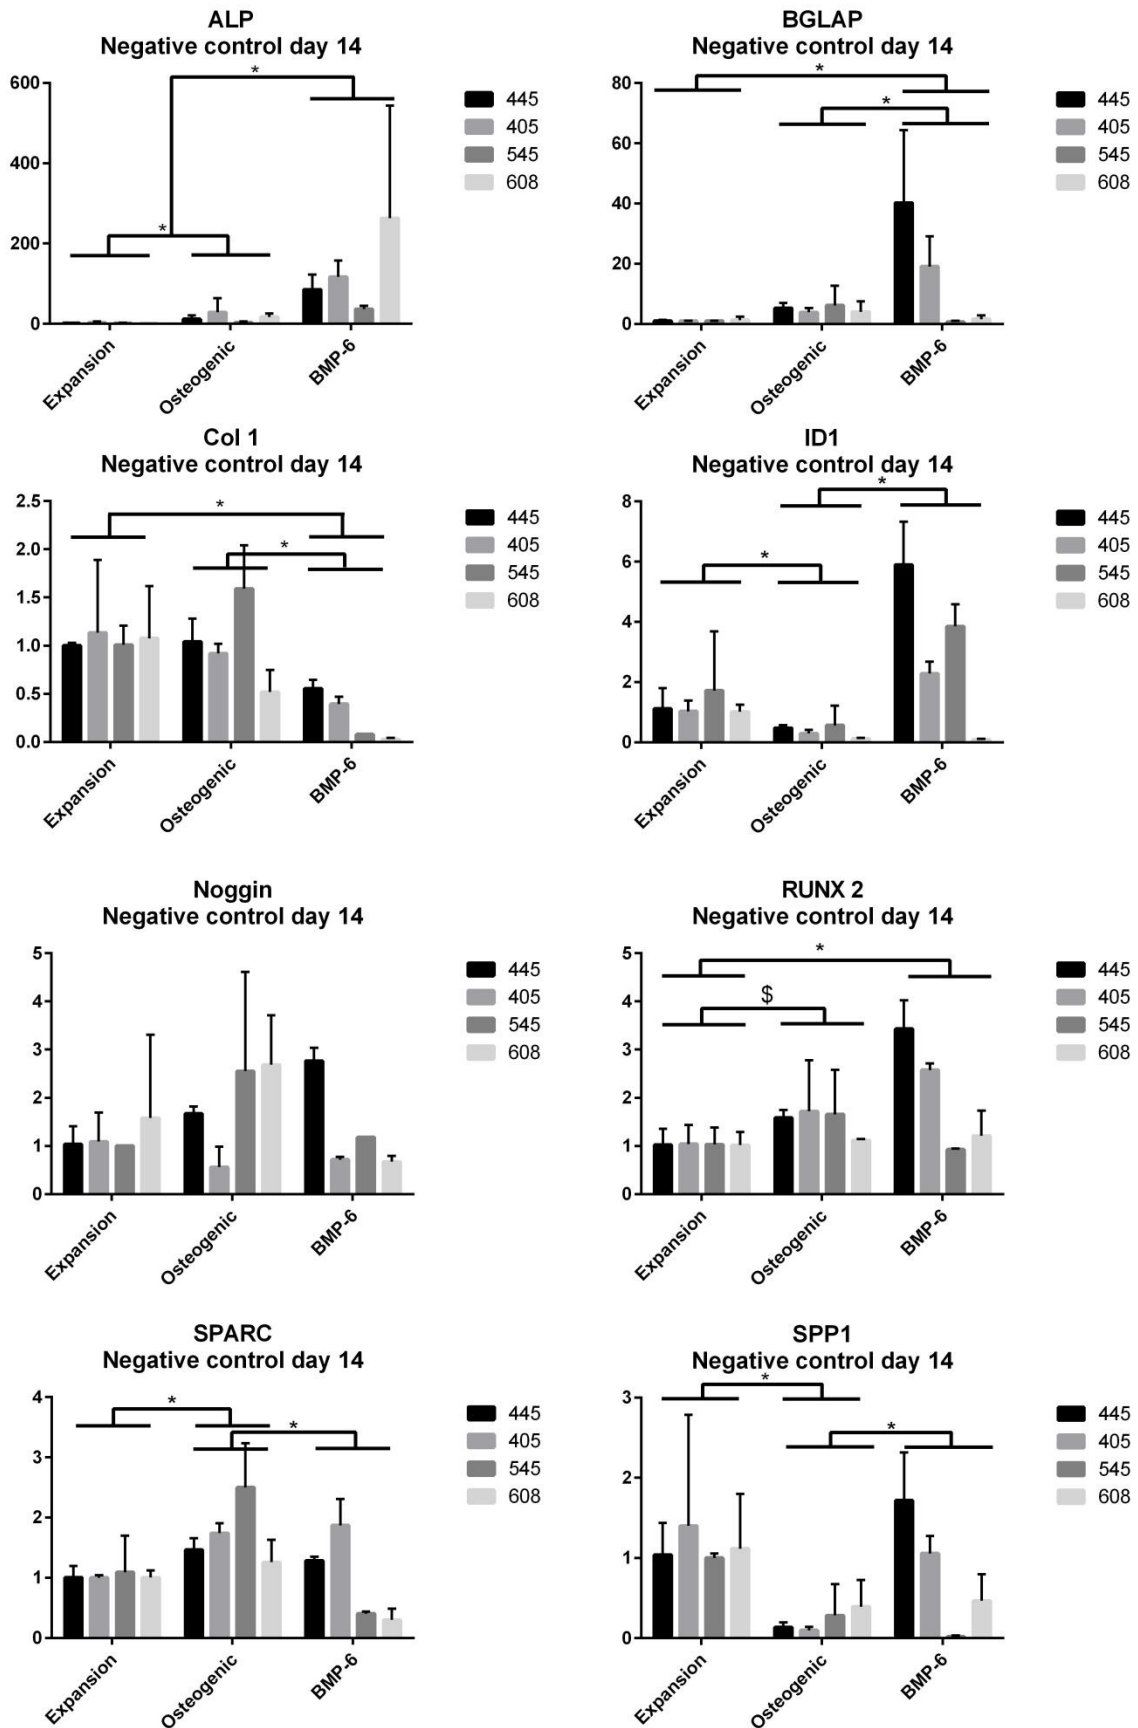 ALP
Negative control day 14
*
600
400
200
0
*
Expansion
Osteogenic
BMP-6
445
405
545
608
BGLAP
Negative control day 14
*
*
80
60
40
20
0
Expansion
Osteogenic
BMP-6
445
405
545
608
Col 1
Negative control day 14
*
*
2.5
2.0
1.5
1.0
0.5
0.0
Expansion
Osteogenic
BMP-6
445
405
545
608
ID1
Negative control day 14
*
*
8
6
4
2
0
Expansion
Osteogenic
BMP-6
445
405
545
608
Noggin
Negative control day 14
5
4
3
2
1
0
Expansion
Osteogenic
BMP-6
445
405
545
608
RUNX 2
Negative control day 14
*
$
5
4
3
2
1
0
Expansion
Osteogenic
BMP-6
445
405
545
608
SPARC
Negative control day 14
*
*
4
3
2
1
0
Expansion
Osteogenic
BMP-6
445
405
545
608
SPP1
Negative control day 14
*
*
3
2
1
0
Expansion
Osteogenic
BMP-6
445
405
545
608